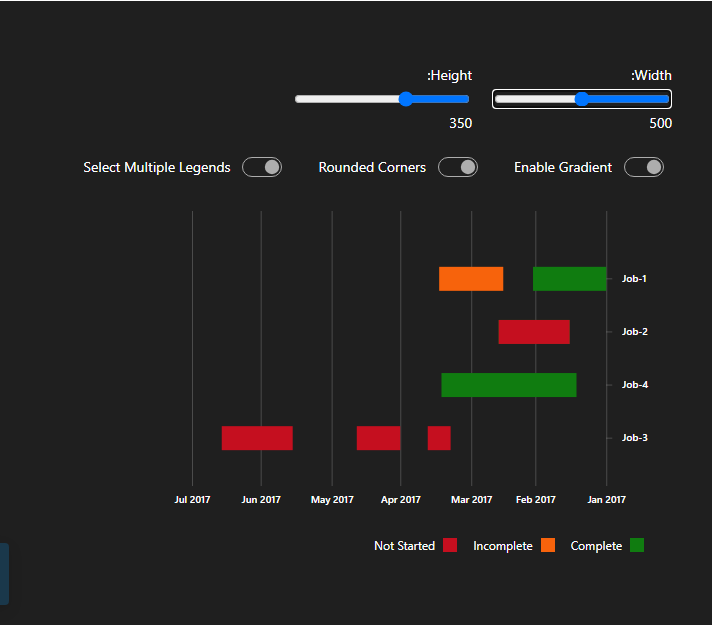 :Height
:Width
350
500
Select Multiple Legends
Rounded Corners
Enable Gradient
Job-1
Job-2
Job-4
Job-3
Jul 2017
Jun 2017
May 2017
Apr 2017
Mar 2017
Feb 2017
Jan 2017
Not Started
Incomplete
Complete